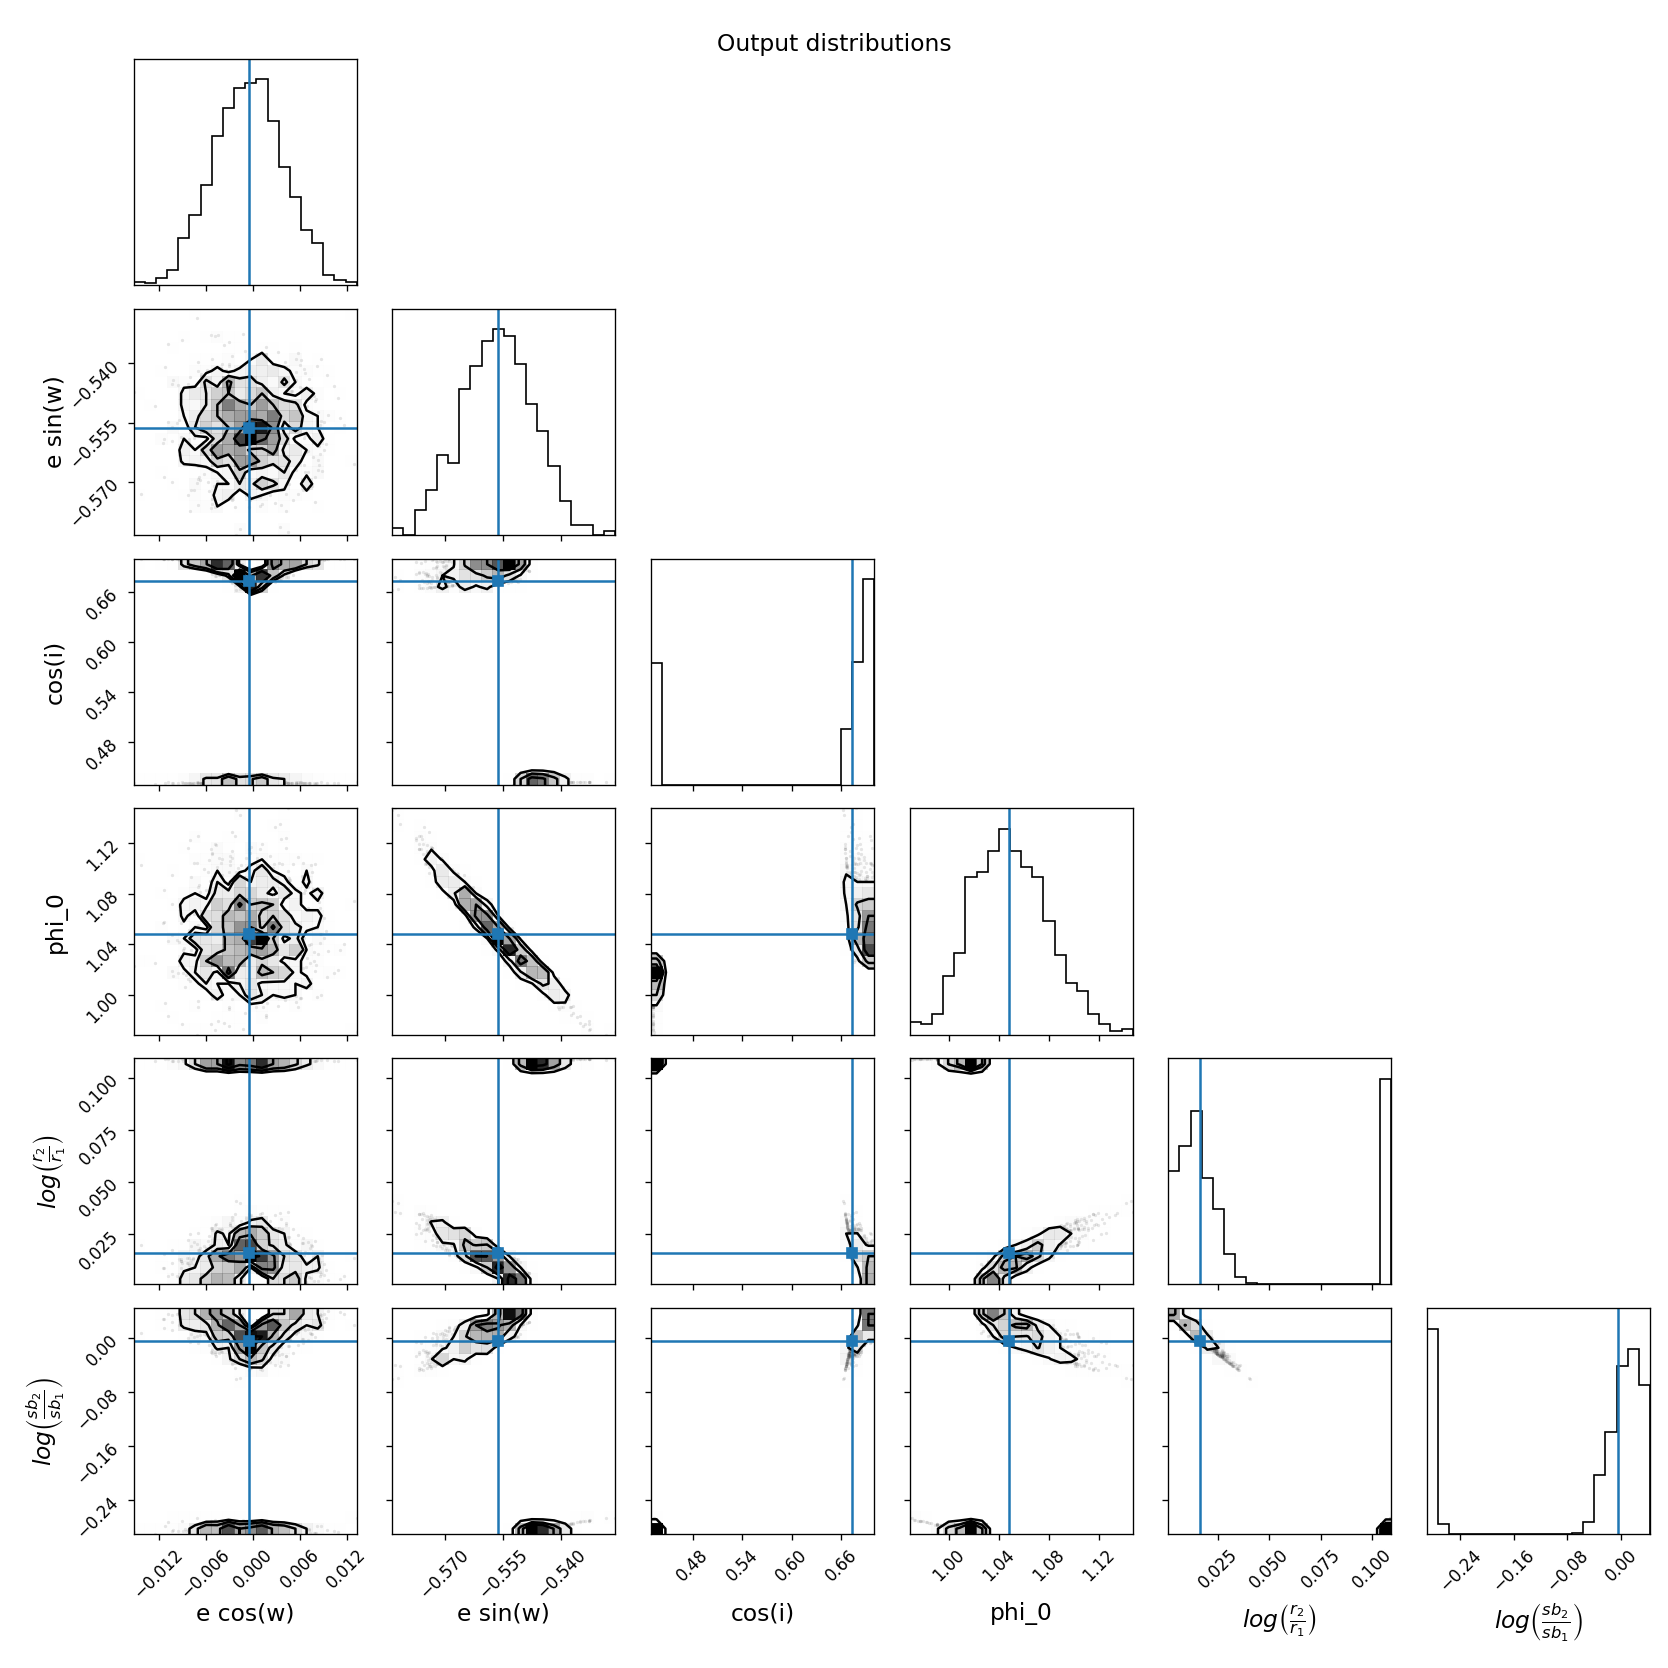 Output distributions
e sin(w)
−0.540
−0.555
−0.570
cos(i)
0.66
0.60
0.54
0.48
phi_0
1.12
1.08
1.04
1.00
log(r₂/r₁)
0.100
0.075
0.050
0.025
log(sb₂/sb₁)
0.00
−0.08
−0.16
−0.24
−0.012 −0.006 0.000 0.006 0.012
−0.570 −0.555 −0.540
0.48 0.54 0.60 0.66
1.00 1.04 1.08 1.12
0.025 0.050 0.075 0.100
−0.24 −0.16 −0.08 0.00
e cos(w)
e sin(w)
cos(i)
phi_0
log(r₂/r₁)
log(sb₂/sb₁)